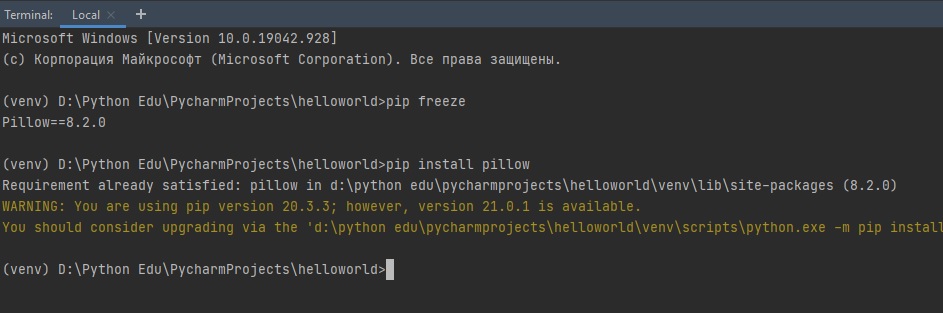 Terminal: Local × +
Microsoft Windows [Version 10.0.19042.928]
(c) Корпорация Майкрософт (Microsoft Corporation). Все права защищены.
(venv) D:\Python Edu\PycharmProjects\helloworld>pip freeze
Pillow==8.2.0
(venv) D:\Python Edu\PycharmProjects\helloworld>pip install pillow
Requirement already satisfied: pillow in d:\python edu\pycharmprojects\helloworld\venv\lib\site-packages (8.2.0)
WARNING: You are using pip version 20.3.3; however, version 21.0.1 is available.
You should consider upgrading via the 'd:\python edu\pycharmprojects\helloworld\venv\scripts\python.exe -m pip install
(venv) D:\Python Edu\PycharmProjects\helloworld>